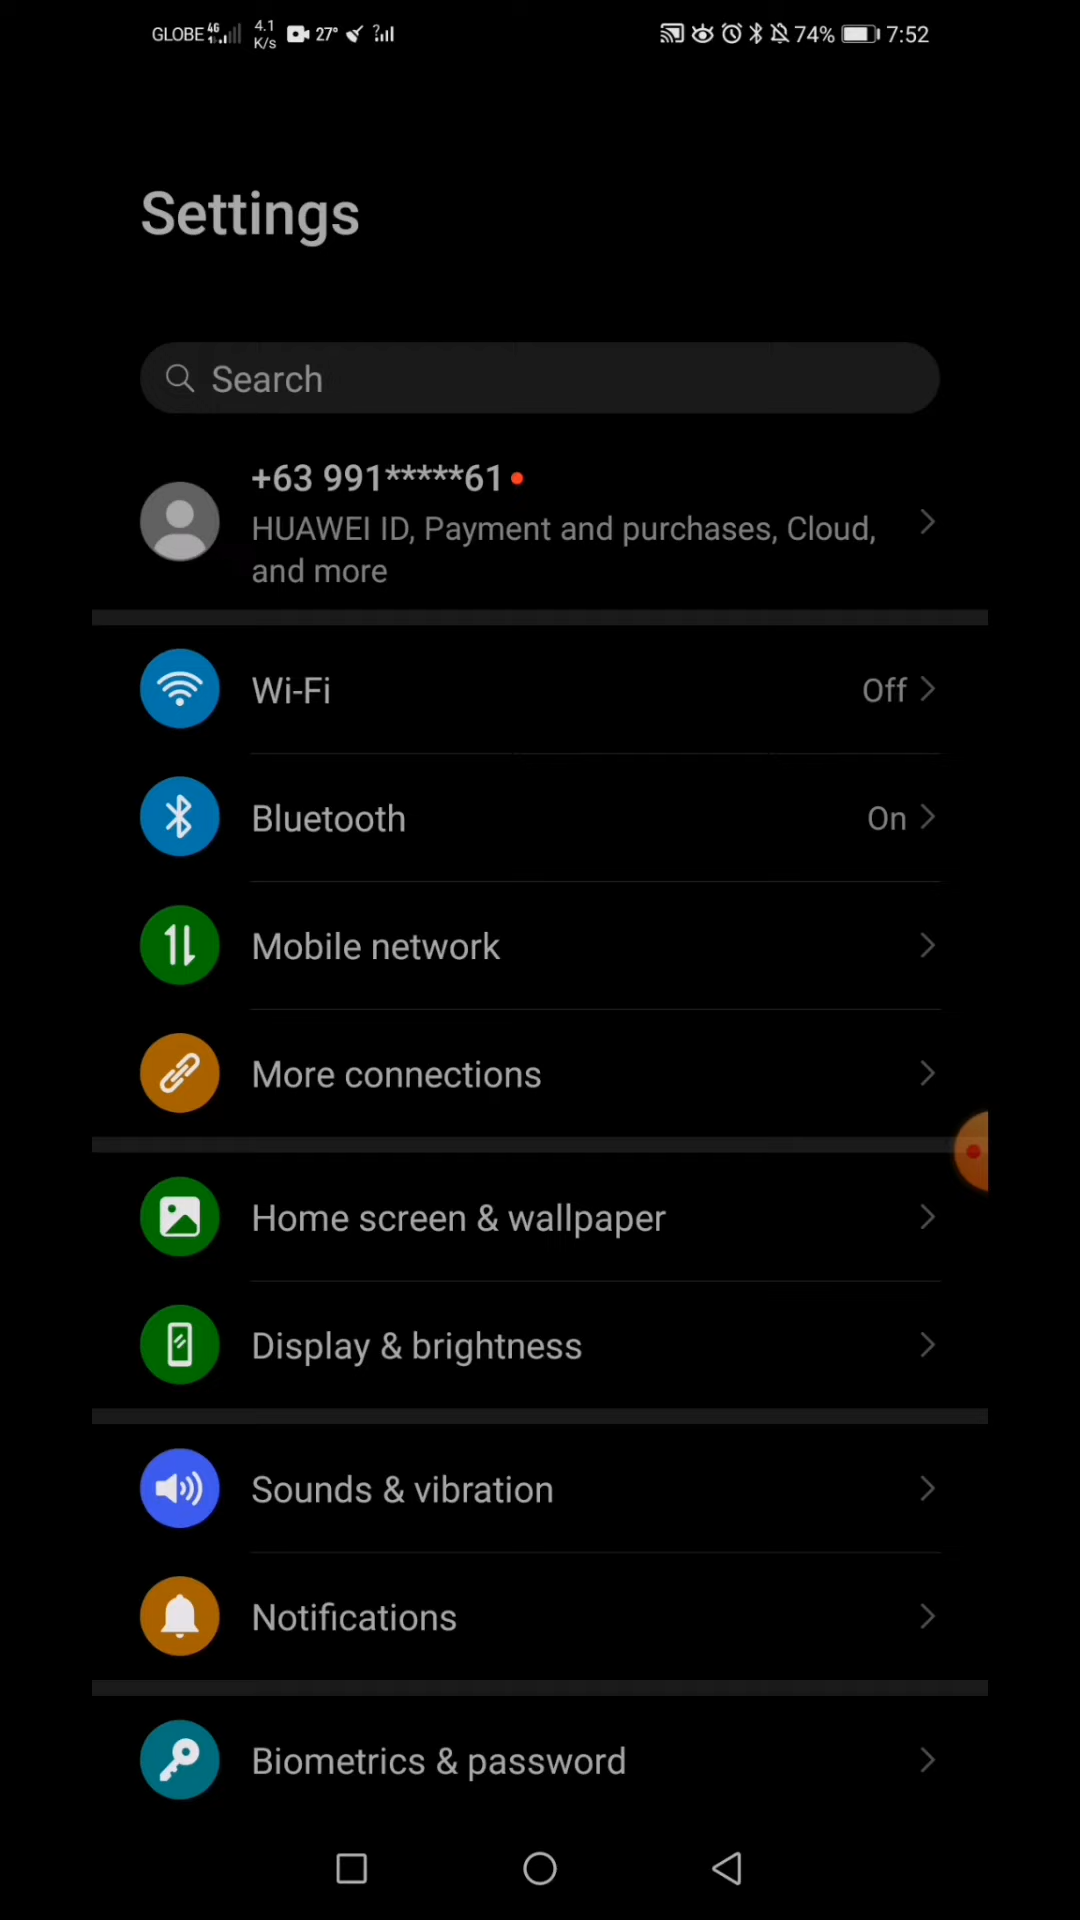 GLOBE 4G 4.1 K/s 27° ? 74% 7:52
Settings
Search
+63 991*****61
HUAWEI ID, Payment and purchases, Cloud,
and more
Wi-Fi Off
Bluetooth On
Mobile network
More connections
Home screen & wallpaper
Display & brightness
Sounds & vibration
Notifications
Biometrics & password